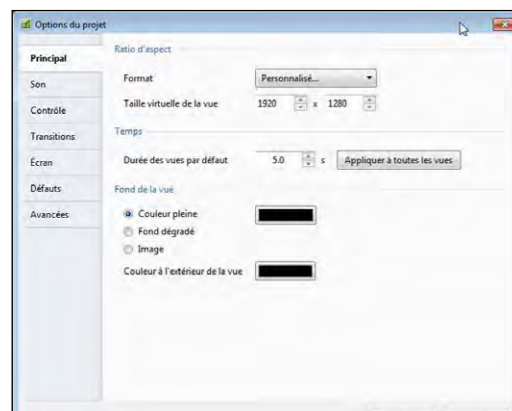 Options du projet
Principal
Son
Contrôle
Transitions
Écran
Défauts
Avancées
Ratio d'aspect
Format
Personnalisé...
Taille virtuelle de la vue
1920 x 1280
Temps
Durée des vues par défaut
5.0 s
Appliquer à toutes les vues
Fond de la vue
Couleur pleine
Fond dégradé
Image
Couleur à l'extérieur de la vue